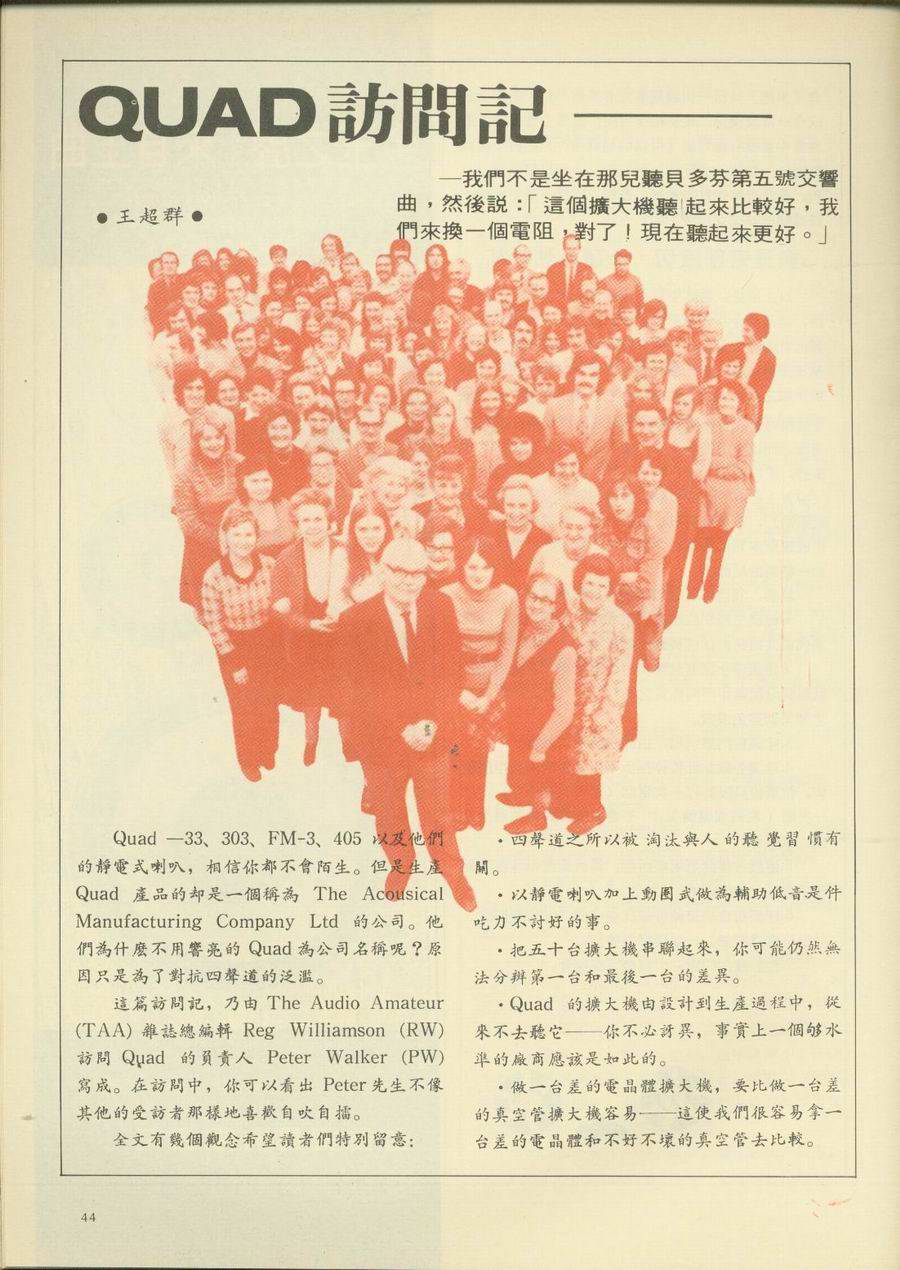 QUAD訪問記
—我們不是坐在那兒聽貝多芬第五號交響
曲，然後説：「這個擴大機聽起來比較好，我
們來換一個電阻，對了！現在聽起來更好。」
●王超群●
Quad —33、303、FM-3、405 以及他們
的靜電式喇叭，相信你都不會陌生。但是生產
Quad 產品的却是一個稱為 The Acousical
Manufacturing Company Ltd 的公司。他
們為什麼不用響亮的 Quad 為公司名稱呢？原
因只是為了對抗四聲道的泛濫。
這篇訪問記，乃由 The Audio Amateur
(TAA) 雜誌總編輯 Reg Williamson (RW)
訪問 Quad 的負責人 Peter Walker (PW)
寫成。在訪問中，你可以看出 Peter 先生不像
其他的受訪者那樣地喜歡自吹自擂。
全文有幾個觀念希望讀者們特別留意：
・四聲道之所以被淘汰與人的聽覺習慣有
關。
・以靜電喇叭加上動圈式做為輔助低音是件
吃力不討好的事。
・把五十台擴大機串聯起來，你可能仍然無
法分辦第一台和最後一台的差異。
・Quad 的擴大機由設計到生產過程中，從
來不去聽它——你不必訝異，事實上一個够水
準的廠商應該是如此的。
・做一台差的電晶體擴大機，要比做一台差
的真空管擴大機容易——這使我們很容易拿一
台差的電晶體和不好不壞的真空管去比較。
44